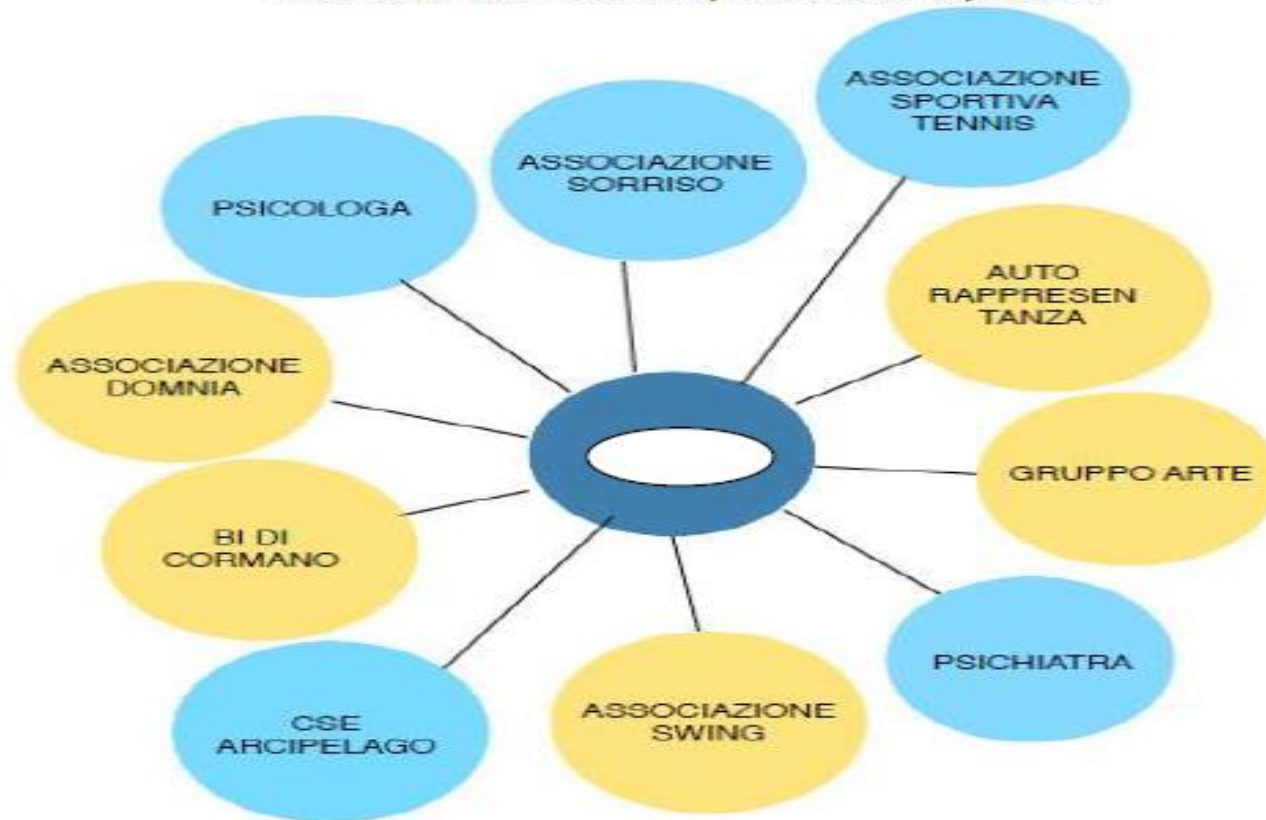 ASSOCIAZIONE
SPORTIVA
TENNIS
ASSOCIAZIONE
SORRISO
PSICOLOGA
AUTO
RAPPRESEN
TANZA
ASSOCIAZIONE
DOMNIA
GRUPPO ARTE
BI DI
CORMANO
PSICHIATRA
CSE
ARCIPELAGO
ASSOCIAZIONE
SWING